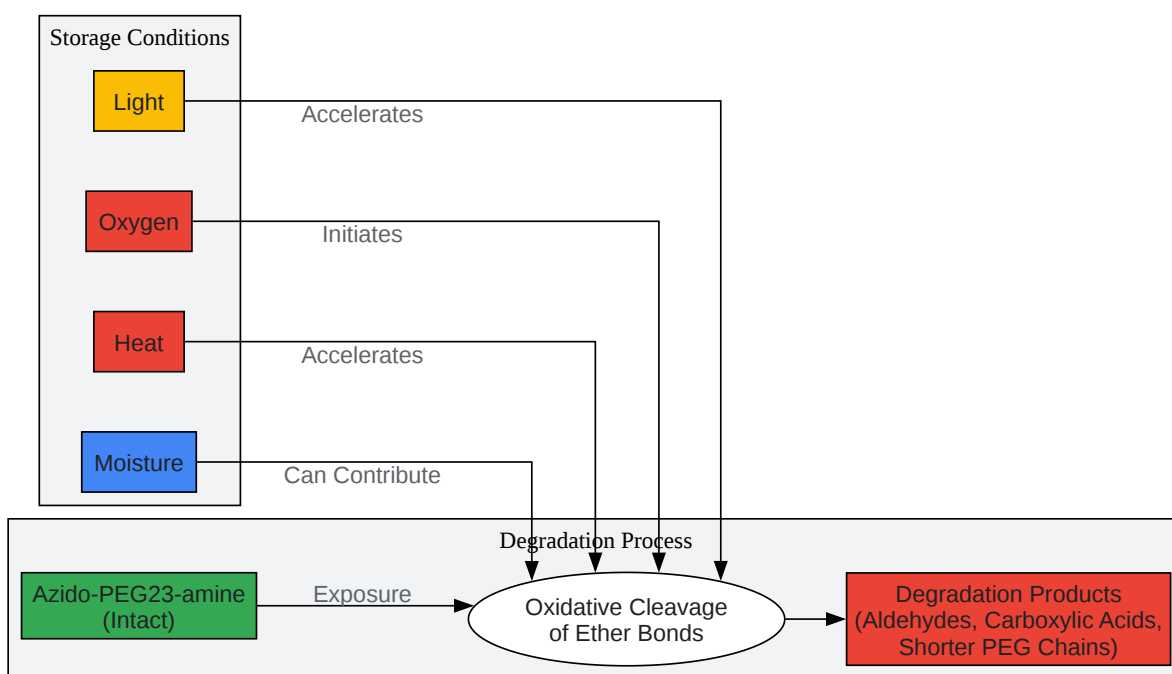 Storage Conditions
Light
Accelerates
Oxygen
Initiates
Heat
Accelerates
Moisture
Can Contribute
Degradation Process
Azido-PEG23-amine
(Intact)
Exposure
Oxidative Cleavage
of Ether Bonds
Degradation Products
(Aldehydes, Carboxylic Acids,
Shorter PEG Chains)